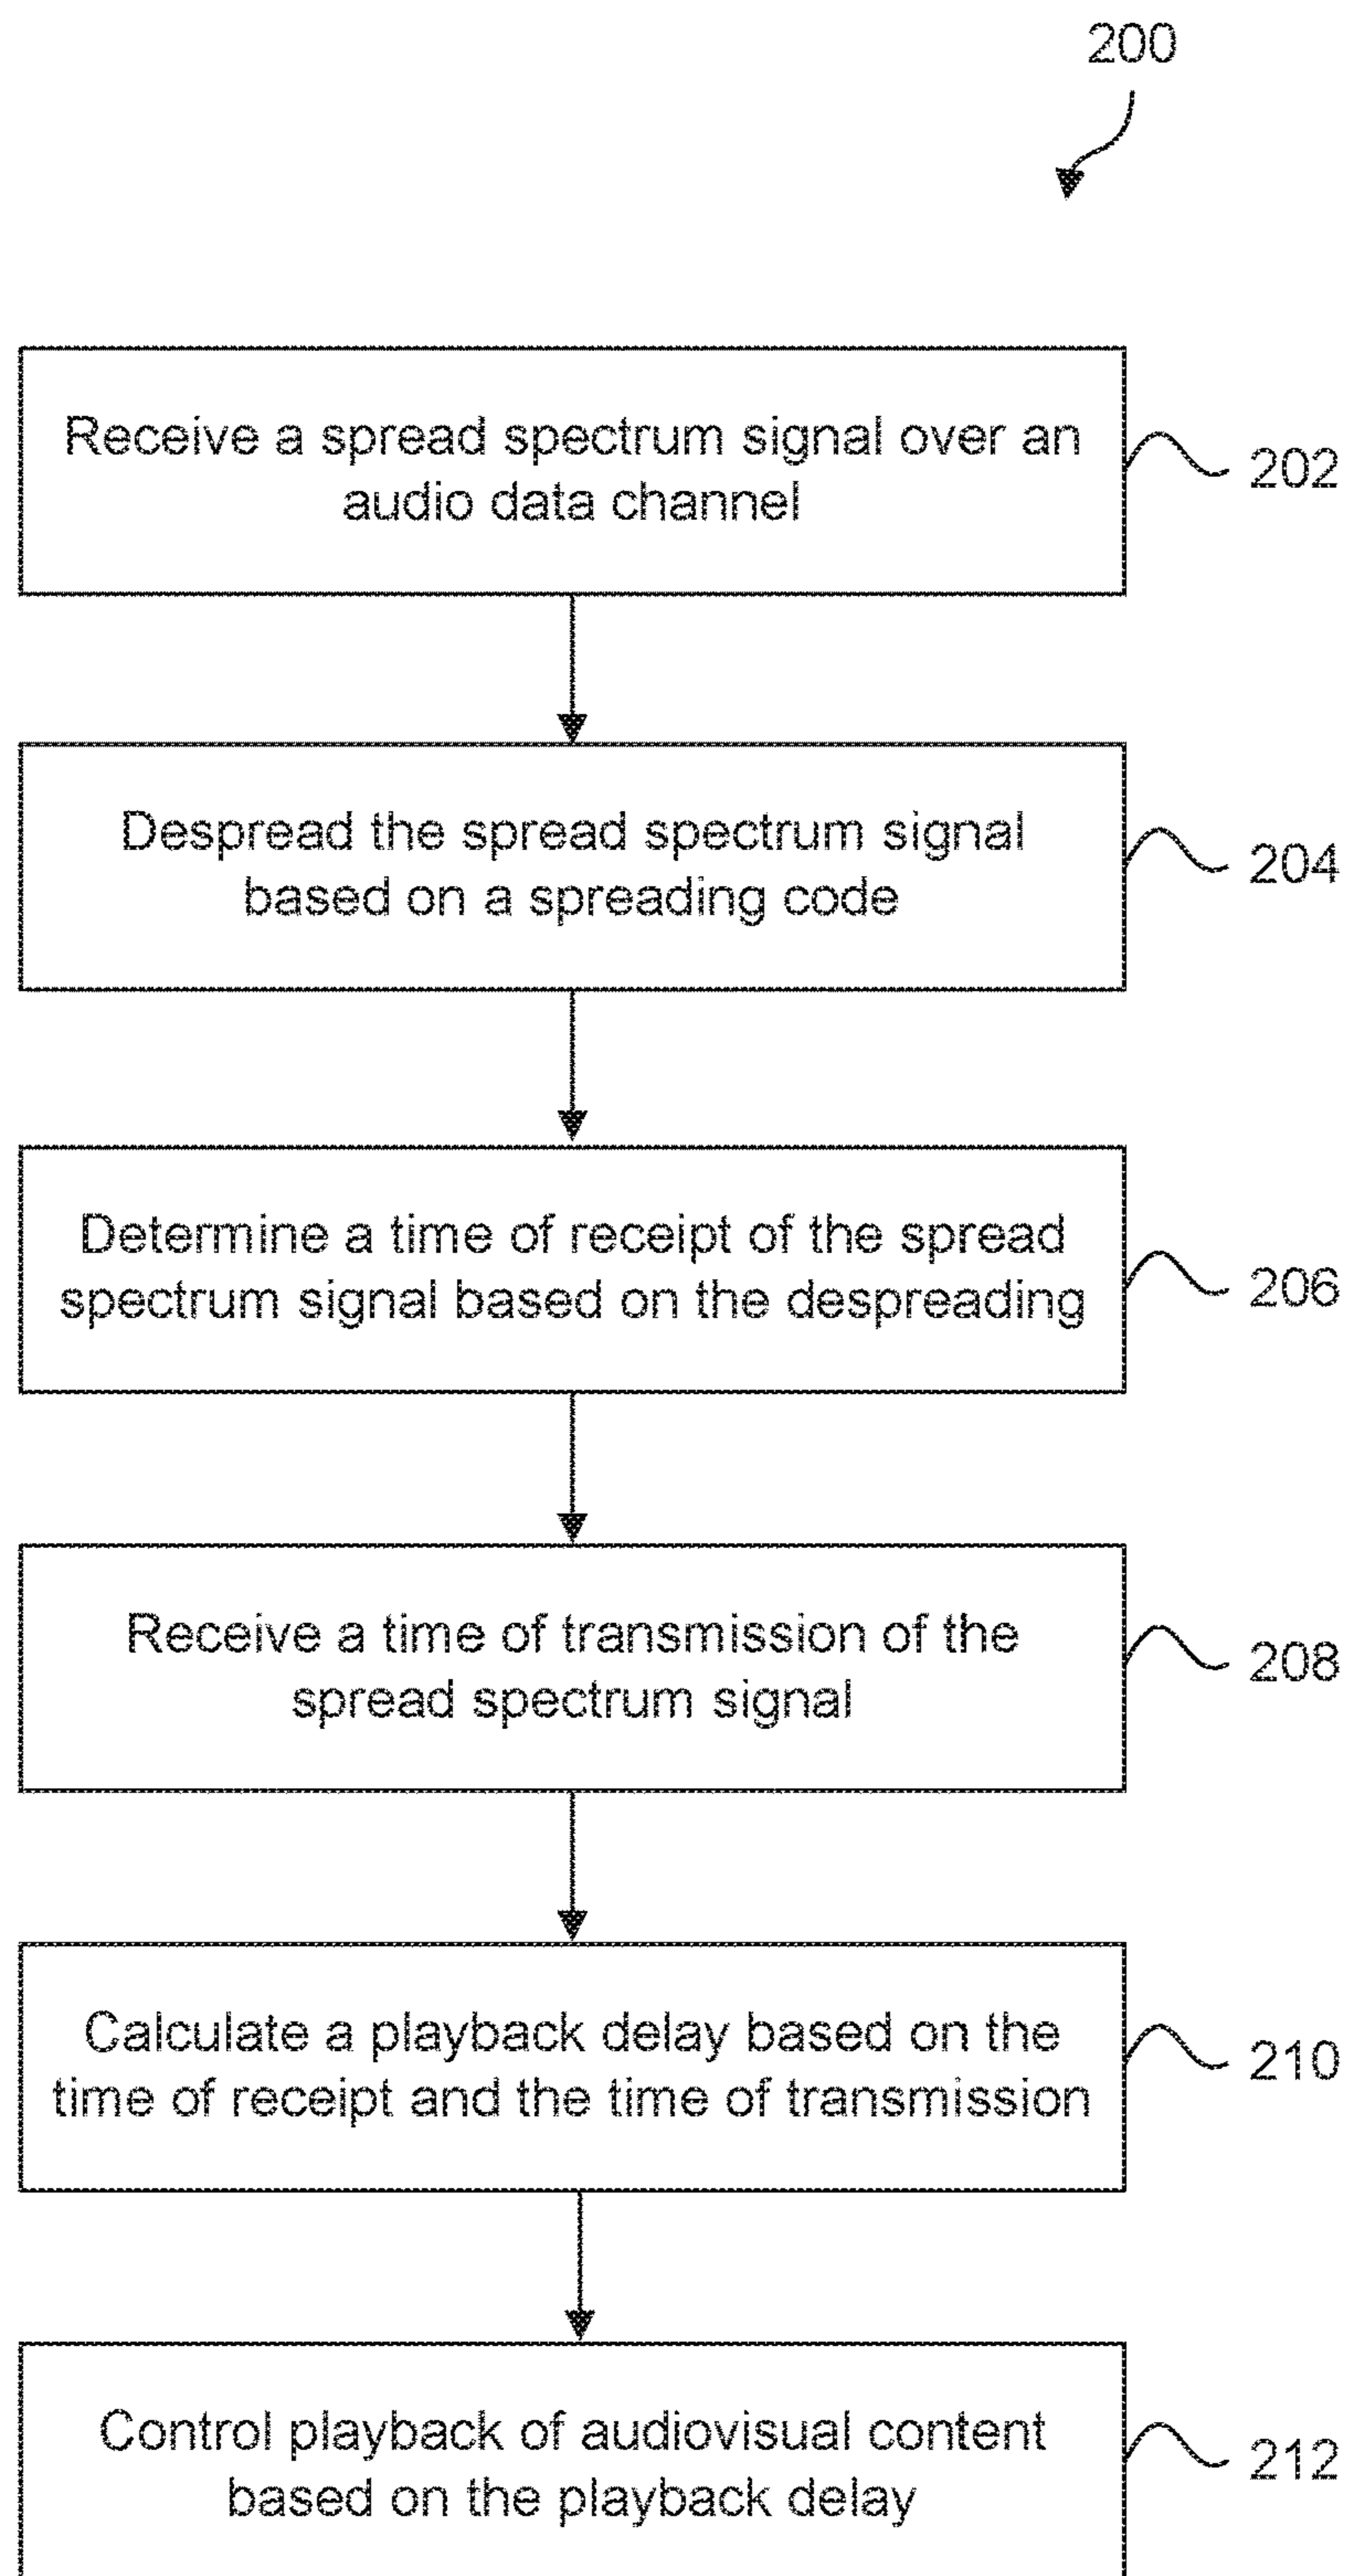 200
Receive a spread spectrum signal over an
audio data channel
202
Despread the spread spectrum signal
based on a spreading code
204
Determine a time of receipt of the spread
spectrum signal based on the despreading
206
Receive a time of transmission of the
spread spectrum signal
208
Calculate a playback delay based on the
time of receipt and the time of transmission
210
Control playback of audiovisual content
based on the playback delay
212